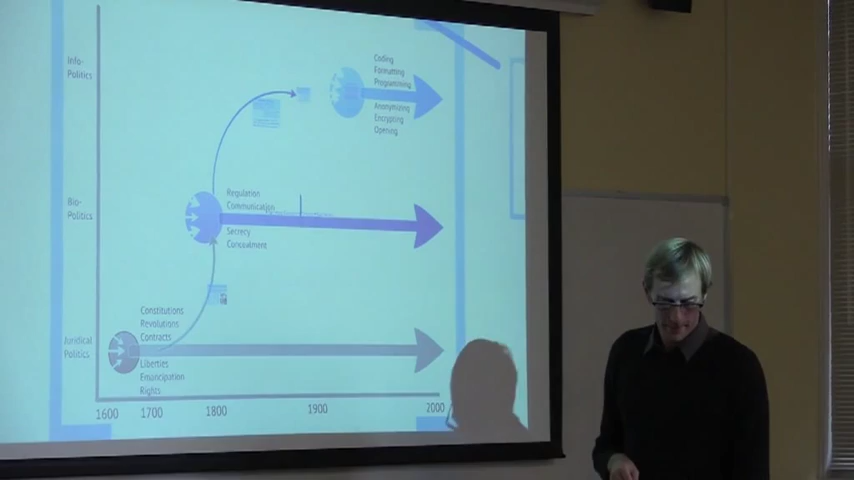 Info-
Politics
Coding
Formatting
Programming
Anonymizing
Encrypting
Opening
Bio-
Politics
Regulation
Communication
Secrecy
Concealment
Juridical
Politics
Constitutions
Revolutions
Contracts
Liberties
Emancipation
Rights
1600
1700
1800
1900
2000